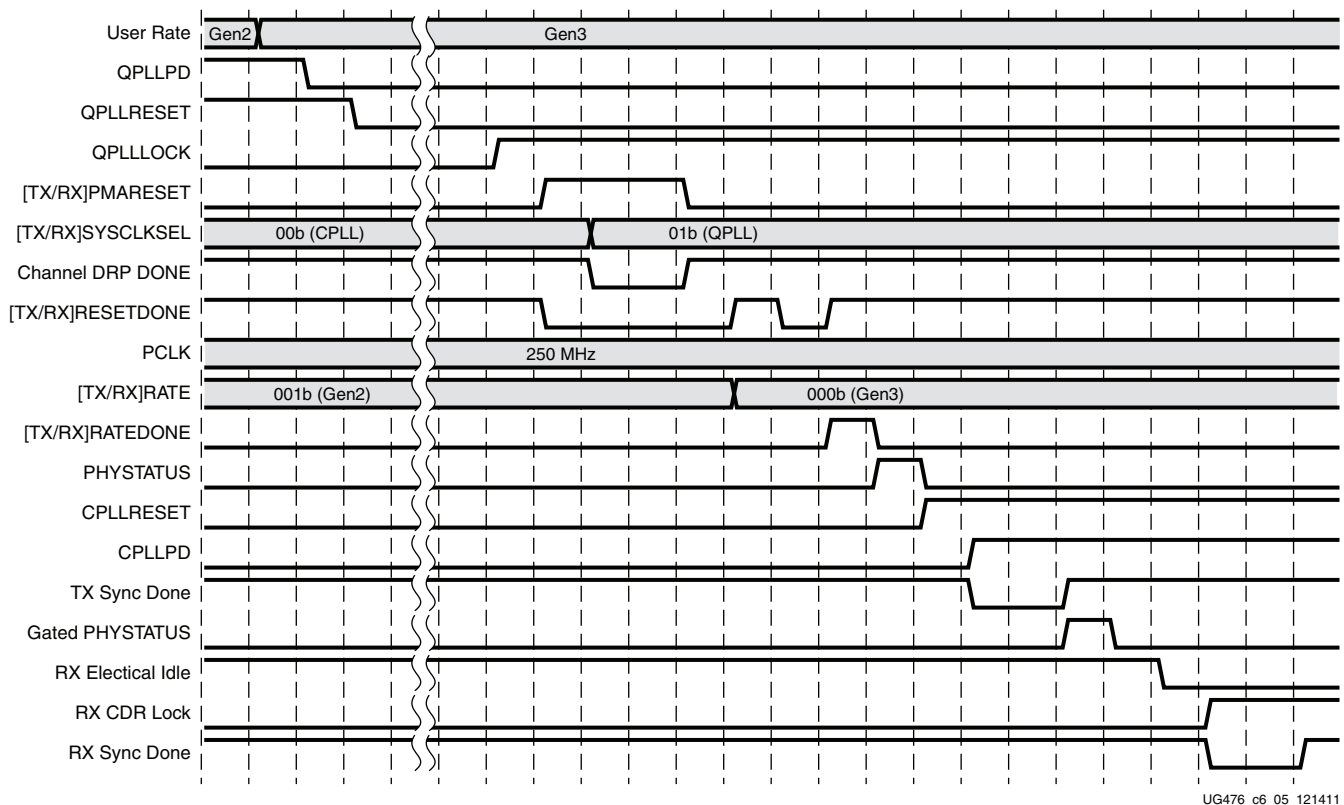 User Rate Gen2 Gen3
QPLLPD
QPLLRESET
QPLLLOCK
[TX/RX]PMARESET
[TX/RX]SYSCLKSEL 00b (CPLL) 01b (QPLL)
Channel DRP DONE
[TX/RX]RESETDONE
PCLK 250 MHz
[TX/RX]RATE 001b (Gen2) 000b (Gen3)
[TX/RX]RATEDONE
PHYSTATUS
CPLLRESET
CPLLPD
TX Sync Done
Gated PHYSTATUS
RX Electical Idle
RX CDR Lock
RX Sync Done
UG476_c6_05_121411